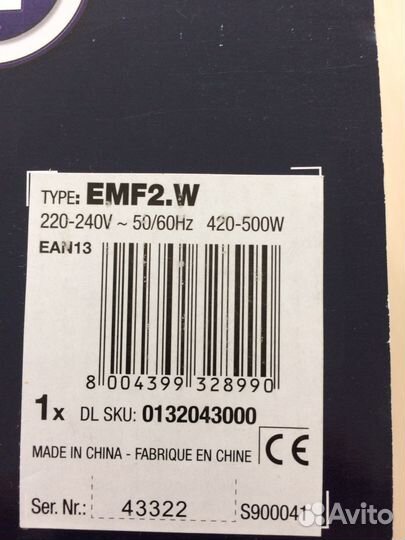 TYPE: EMF2.W
220-240V ~ 50/60Hz 420-500W
EAN13
8 004399 328990
1x DL SKU: 0132043000
MADE IN CHINA - FABRIQUE EN CHINE CE
Ser. Nr.: 43322 S900041
Avito